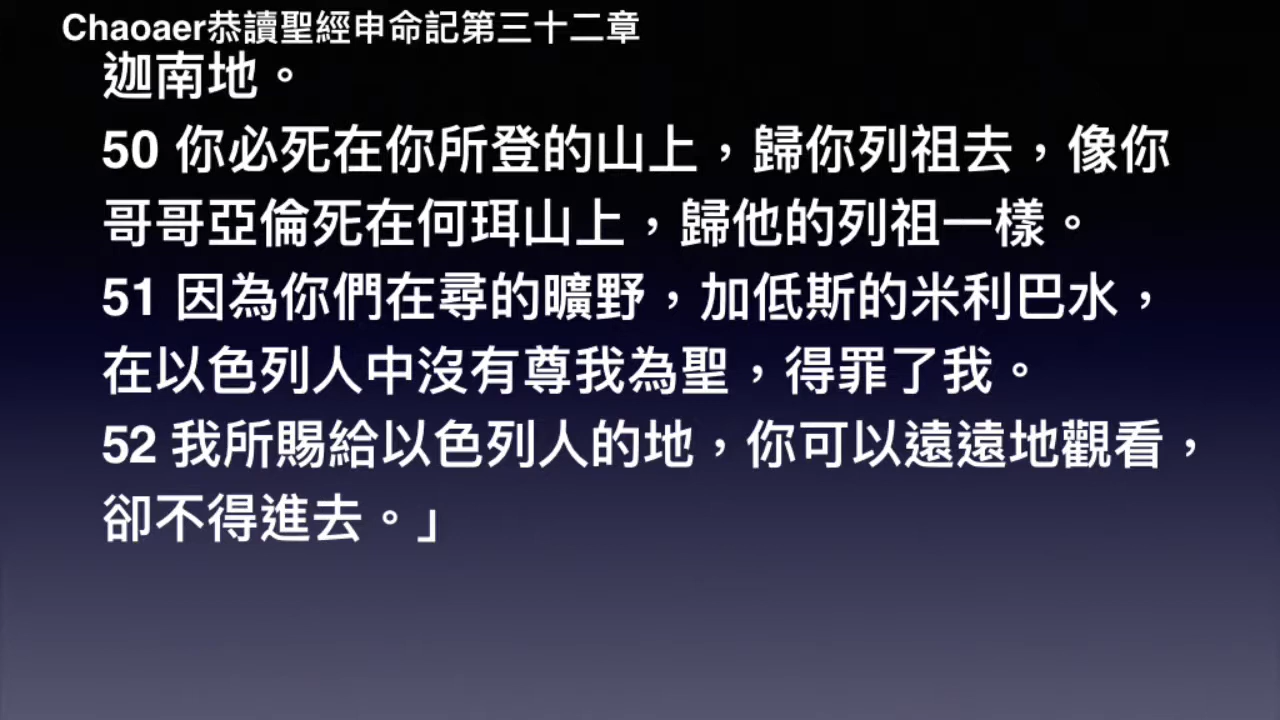 Chaoaer恭讀聖經申命記第三十二章
迦南地。
50 你必死在你所登的山上，歸你列祖去，像你
哥哥亞倫死在何珥山上，歸他的列祖一樣。
51 因為你們在尋的曠野，加低斯的米利巴水，
在以色列人中沒有尊我為聖，得罪了我。
52 我所賜給以色列人的地，你可以遠遠地觀看，
卻不得進去。」